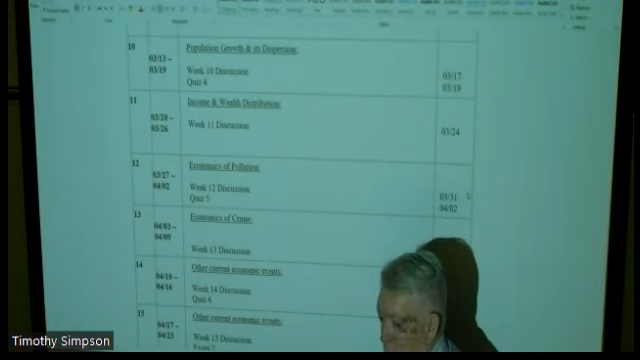 10
Population Growth & its Dispersion:
03/13 –
03/19
Week 10 Discussion
Quiz 4
03/17
03/19
11
Income & Wealth Distribution:
03/20 –
03/26
Week 11 Discussion
03/24
12
Economics of Pollution:
03/27 –
04/02
Week 12 Discussion
Quiz 5
03/31
04/02
13
Economics of Crime:
04/03 –
04/09
Week 13 Discussion
14
Other current economic events:
04/10 –
04/16
Week 14 Discussion
Quiz 6
15
Other current economic events:
04/17 –
04/23
Week 15 Discussion
Timothy Simpson